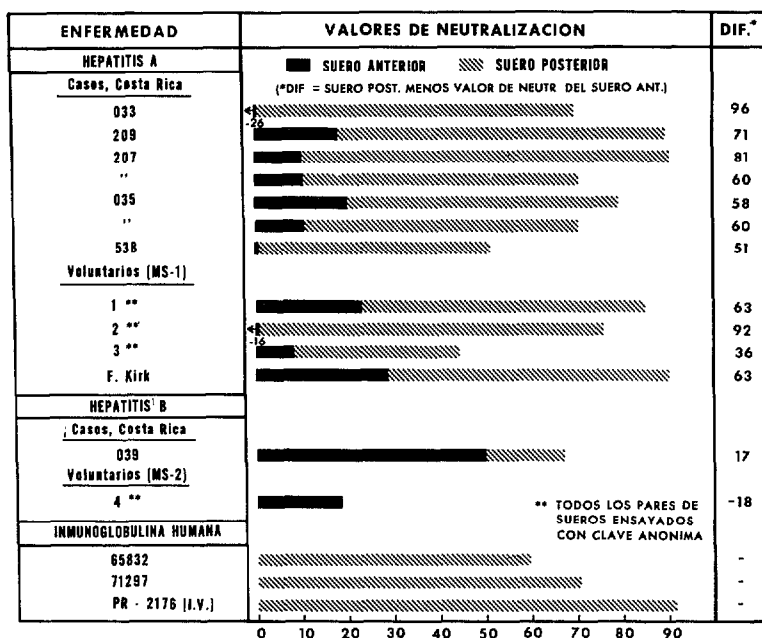 ENFERMEDAD VALORES DE NEUTRALIZACION DIF.*
HEPATITIS A
■ SUERO ANTERIOR SUERO POSTERIOR
Casos, Costa Rica (*DIF = SUERO POST. MENOS VALOR DE NEUTR DEL SUERO ANT.)
033 -26 96
209 71
207 81
" 60
035 58
" 60
538 51
Voluntarios (MS-1)
1 ** 63
2 ** -16 92
3 ** 36
F. Kirk 63
HEPATITIS B
Casos, Costa Rica
039 17
Voluntarios (MS-2)
4 ** -18
** TODOS LOS PARES DE
SUEROS ENSAYADOS
CON CLAVE ANONIMA
INMUNOGLOBULINA HUMANA
65832 -
71297 -
PR - 2176 (I.V.) -
0 10 20 30 40 50 60 70 80 90